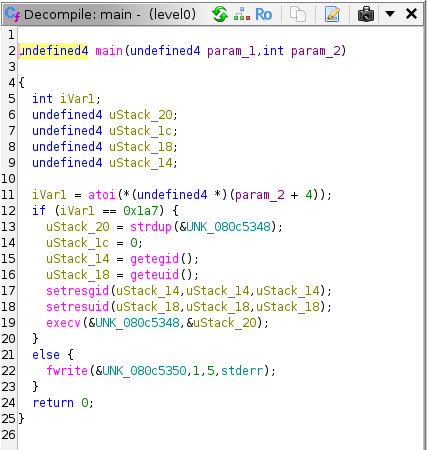 Decompile: main - (level0)
Ro
1
2 undefined4 main(undefined4 param_1,int param_2)
3
4 {
5 int iVar1;
6 undefined4 uStack_20;
7 undefined4 uStack_1c;
8 undefined4 uStack_18;
9 undefined4 uStack_14;
10
11 iVar1 = atoi(*(undefined4 *)(param_2 + 4));
12 if (iVar1 == 0x1a7) {
13 uStack_20 = strdup(&UNK_080c5348);
14 uStack_1c = 0;
15 uStack_14 = getegid();
16 uStack_18 = geteuid();
17 setresgid(uStack_14,uStack_14,uStack_14);
18 setresuid(uStack_18,uStack_18,uStack_18);
19 execv(&UNK_080c5348,&uStack_20);
20 }
21 else {
22 fwrite(&UNK_080c5350,1,5,stderr);
23 }
24 return 0;
25 }
26